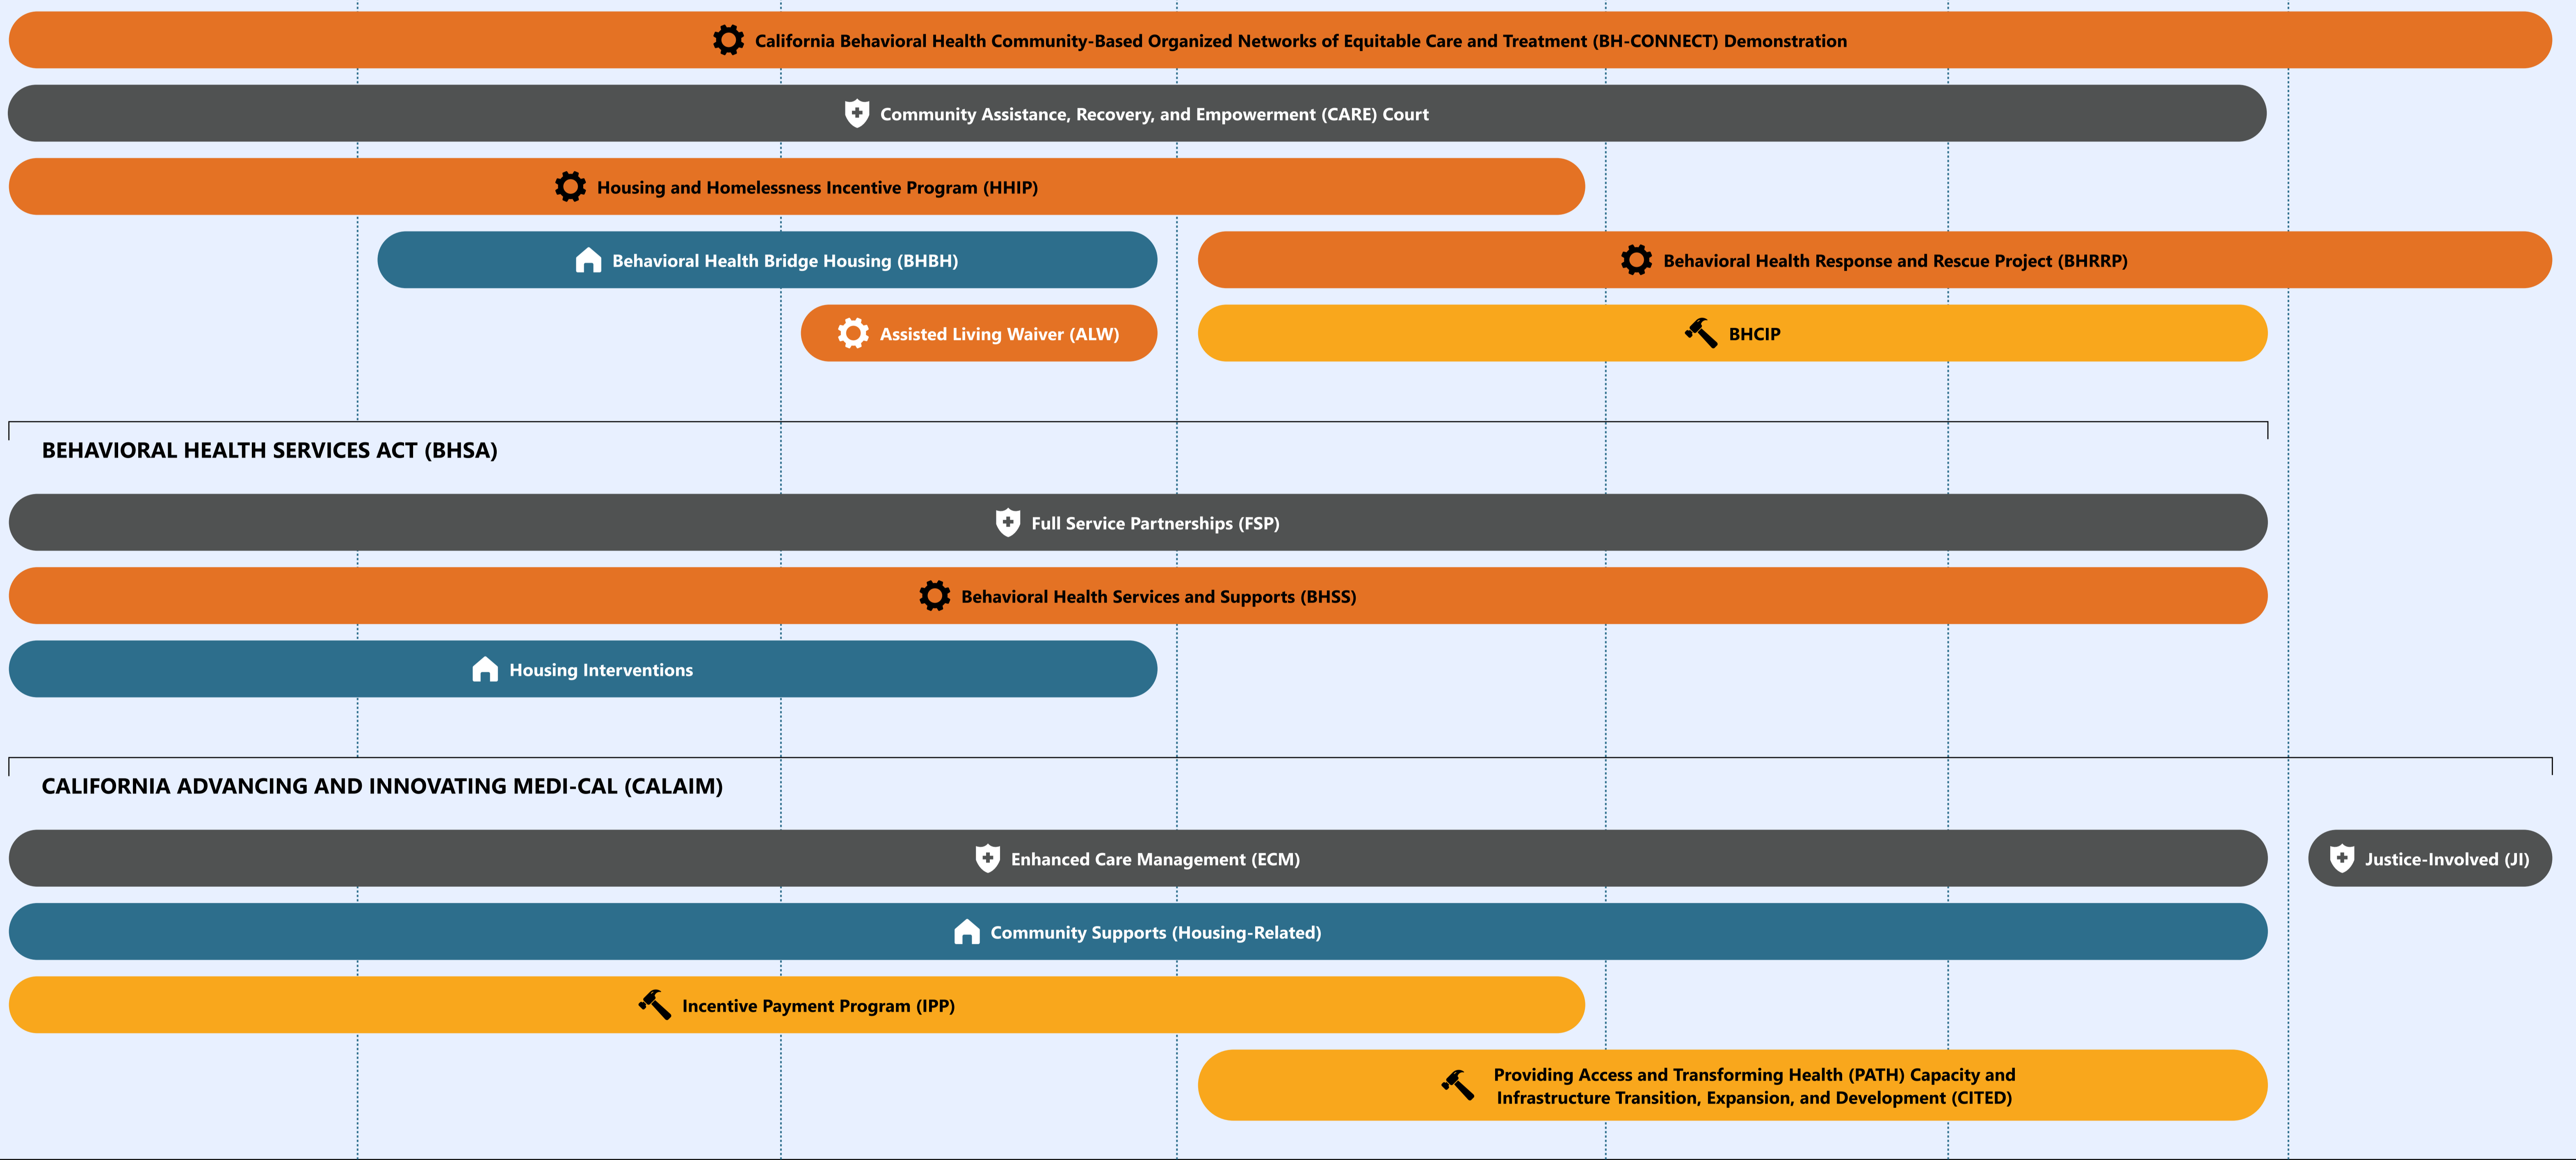 California Behavioral Health Community-Based Organized Networks of Equitable Care and Treatment (BH-CONNECT) Demonstration
Community Assistance, Recovery, and Empowerment (CARE) Court
Housing and Homelessness Incentive Program (HHIP)
Behavioral Health Bridge Housing (BHBH)
Behavioral Health Response and Rescue Project (BHRRP)
Assisted Living Waiver (ALW)
BHCIP
BEHAVIORAL HEALTH SERVICES ACT (BHSA)
Full Service Partnerships (FSP)
Behavioral Health Services and Supports (BHSS)
Housing Interventions
CALIFORNIA ADVANCING AND INNOVATING MEDI-CAL (CALAIM)
Enhanced Care Management (ECM)
Justice-Involved (JI)
Community Supports (Housing-Related)
Incentive Payment Program (IPP)
Providing Access and Transforming Health (PATH) Capacity and
Infrastructure Transition, Expansion, and Development (CITED)